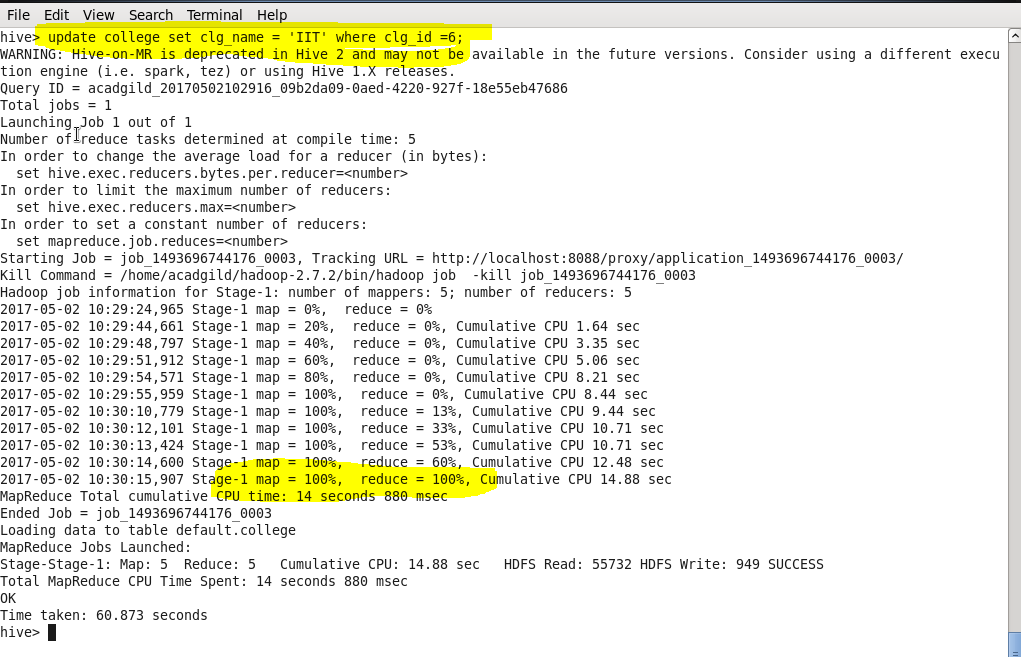 File Edit View Search Terminal Help
hive> update college set clg_name = 'IIT' where clg_id =6;
WARNING: Hive-on-MR is deprecated in Hive 2 and may not be available in the future versions. Consider using a different execu
tion engine (i.e. spark, tez) or using Hive 1.X releases.
Query ID = acadgild_20170502102916_09b2da09-0aed-4220-927f-18e55eb47686
Total jobs = 1
Launching Job 1 out of 1
Number of reduce tasks determined at compile time: 5
In order to change the average load for a reducer (in bytes):
  set hive.exec.reducers.bytes.per.reducer=<number>
In order to limit the maximum number of reducers:
  set hive.exec.reducers.max=<number>
In order to set a constant number of reducers:
  set mapreduce.job.reduces=<number>
Starting Job = job_1493696744176_0003, Tracking URL = http://localhost:8088/proxy/application_1493696744176_0003/
Kill Command = /home/acadgild/hadoop-2.7.2/bin/hadoop job  -kill job_1493696744176_0003
Hadoop job information for Stage-1: number of mappers: 5; number of reducers: 5
2017-05-02 10:29:24,965 Stage-1 map = 0%,  reduce = 0%
2017-05-02 10:29:44,661 Stage-1 map = 20%,  reduce = 0%, Cumulative CPU 1.64 sec
2017-05-02 10:29:48,797 Stage-1 map = 40%,  reduce = 0%, Cumulative CPU 3.35 sec
2017-05-02 10:29:51,912 Stage-1 map = 60%,  reduce = 0%, Cumulative CPU 5.06 sec
2017-05-02 10:29:54,571 Stage-1 map = 80%,  reduce = 0%, Cumulative CPU 8.21 sec
2017-05-02 10:29:55,959 Stage-1 map = 100%,  reduce = 0%, Cumulative CPU 8.44 sec
2017-05-02 10:30:10,779 Stage-1 map = 100%,  reduce = 13%, Cumulative CPU 9.44 sec
2017-05-02 10:30:12,101 Stage-1 map = 100%,  reduce = 33%, Cumulative CPU 10.71 sec
2017-05-02 10:30:13,424 Stage-1 map = 100%,  reduce = 53%, Cumulative CPU 10.71 sec
2017-05-02 10:30:14,600 Stage-1 map = 100%,  reduce = 60%, Cumulative CPU 12.48 sec
2017-05-02 10:30:15,907 Stage-1 map = 100%,  reduce = 100%, Cumulative CPU 14.88 sec
MapReduce Total cumulative CPU time: 14 seconds 880 msec
Ended Job = job_1493696744176_0003
Loading data to table default.college
MapReduce Jobs Launched:
Stage-Stage-1: Map: 5  Reduce: 5   Cumulative CPU: 14.88 sec   HDFS Read: 55732 HDFS Write: 949 SUCCESS
Total MapReduce CPU Time Spent: 14 seconds 880 msec
OK
Time taken: 60.873 seconds
hive>